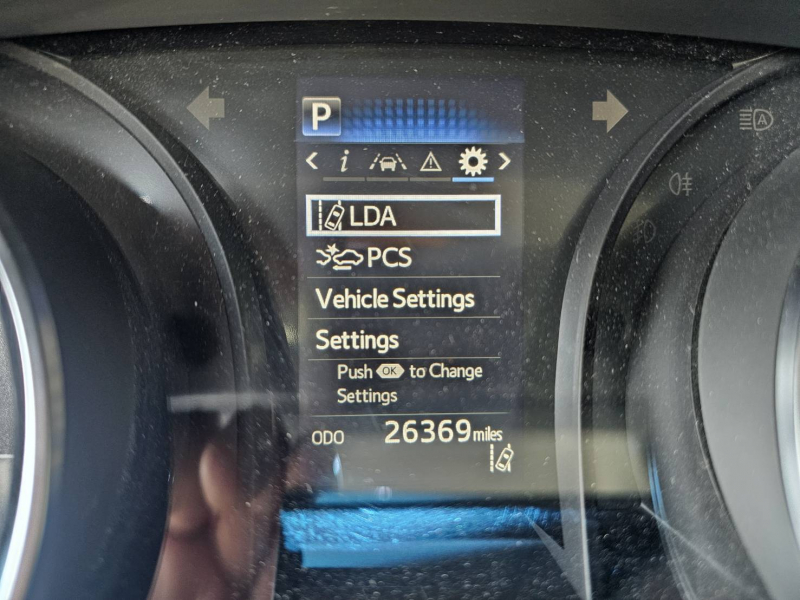 P
i
LDA
PCS
Vehicle Settings
Settings
Push OK to Change
Settings
ODO 26369 miles
A